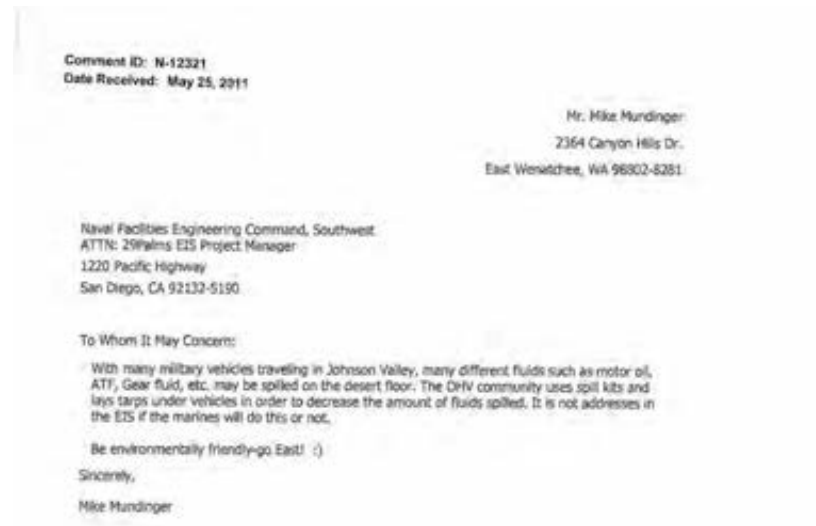 Comment ID: N-12321
Date Received: May 25, 2011
Mr. Mike Mundinger
2364 Canyon Hills Dr.
East Wenatchee, WA 98802-8281
Naval Facilities Engineering Command, Southwest
ATTN: 29Palms EIS Project Manager
1220 Pacific Highway
San Diego, CA 92132-5190
To Whom It May Concern:
With many military vehicles traveling in Johnson Valley, many different fluids such as motor oil,
ATF, Gear fluid, etc. may be spilled on the desert floor. The OHV community uses spill kits and
lays tarps under vehicles in order to decrease the amount of fluids spilled. It is not addresses in
the EIS if the marines will do this or not.
Be environmentally friendly-go East! :)
Sincerely,
Mike Mundinger